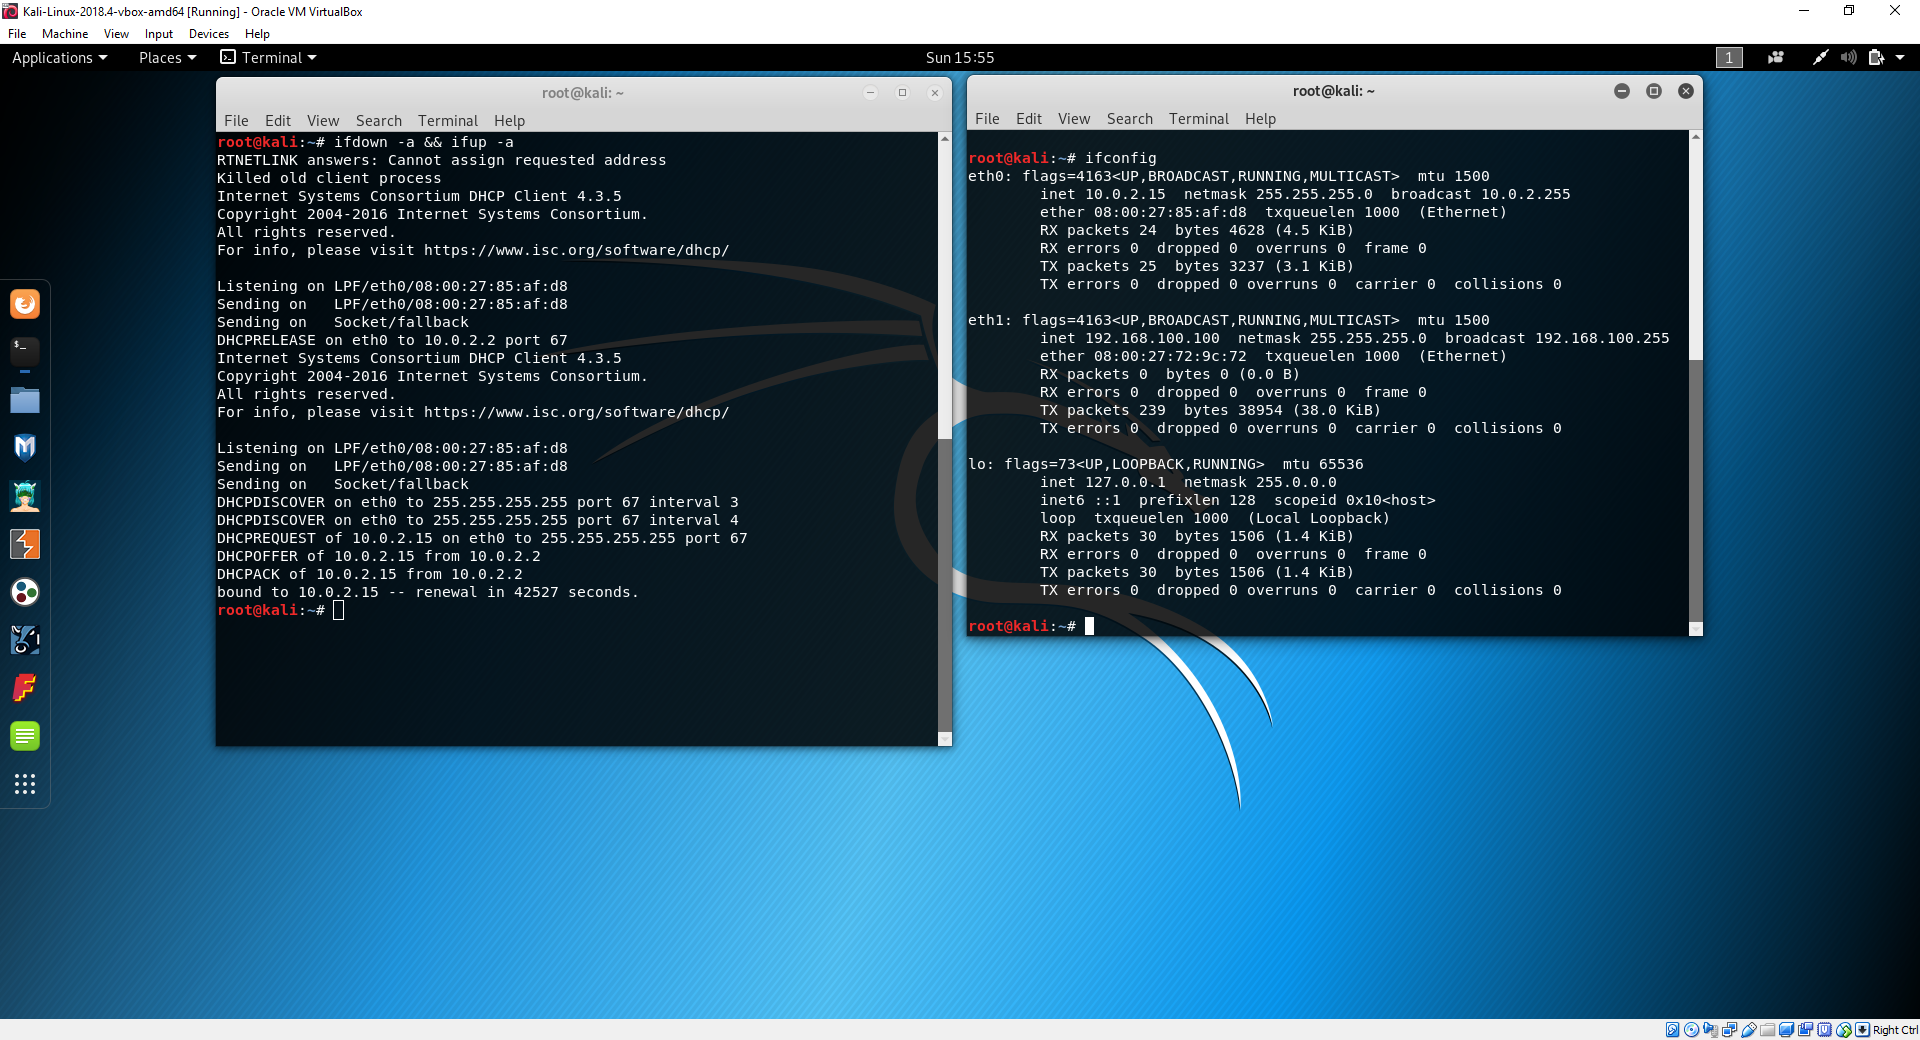 Kali-Linux-2018.4-vbox-amd64 [Running] - Oracle VM VirtualBox
File Machine View Input Devices Help
Applications Places Terminal Sun 15:55 1
root@kali: ~
File Edit View Search Terminal Help
root@kali:~# ifdown -a && ifup -a
RTNETLINK answers: Cannot assign requested address
Killed old client process
Internet Systems Consortium DHCP Client 4.3.5
Copyright 2004-2016 Internet Systems Consortium.
All rights reserved.
For info, please visit https://www.isc.org/software/dhcp/
Listening on LPF/eth0/08:00:27:85:af:d8
Sending on   LPF/eth0/08:00:27:85:af:d8
Sending on   Socket/fallback
DHCPRELEASE on eth0 to 10.0.2.2 port 67
Internet Systems Consortium DHCP Client 4.3.5
Copyright 2004-2016 Internet Systems Consortium.
All rights reserved.
For info, please visit https://www.isc.org/software/dhcp/
Listening on LPF/eth0/08:00:27:85:af:d8
Sending on   LPF/eth0/08:00:27:85:af:d8
Sending on   Socket/fallback
DHCPDISCOVER on eth0 to 255.255.255.255 port 67 interval 3
DHCPDISCOVER on eth0 to 255.255.255.255 port 67 interval 4
DHCPREQUEST of 10.0.2.15 on eth0 to 255.255.255.255 port 67
DHCPOFFER of 10.0.2.15 from 10.0.2.2
DHCPACK of 10.0.2.15 from 10.0.2.2
bound to 10.0.2.15 -- renewal in 42527 seconds.
root@kali:~#
root@kali: ~
File Edit View Search Terminal Help
root@kali:~# ifconfig
eth0: flags=4163<UP,BROADCAST,RUNNING,MULTICAST>  mtu 1500
        inet 10.0.2.15  netmask 255.255.255.0  broadcast 10.0.2.255
        ether 08:00:27:85:af:d8  txqueuelen 1000  (Ethernet)
        RX packets 24  bytes 4628 (4.5 KiB)
        RX errors 0  dropped 0  overruns 0  frame 0
        TX packets 25  bytes 3237 (3.1 KiB)
        TX errors 0  dropped 0 overruns 0  carrier 0  collisions 0
eth1: flags=4163<UP,BROADCAST,RUNNING,MULTICAST>  mtu 1500
        inet 192.168.100.100  netmask 255.255.255.0  broadcast 192.168.100.255
        ether 08:00:27:72:9c:72  txqueuelen 1000  (Ethernet)
        RX packets 0  bytes 0 (0.0 B)
        RX errors 0  dropped 0  overruns 0  frame 0
        TX packets 239  bytes 38954 (38.0 KiB)
        TX errors 0  dropped 0 overruns 0  carrier 0  collisions 0
lo: flags=73<UP,LOOPBACK,RUNNING>  mtu 65536
        inet 127.0.0.1  netmask 255.0.0.0
        inet6 ::1  prefixlen 128  scopeid 0x10<host>
        loop  txqueuelen 1000  (Local Loopback)
        RX packets 30  bytes 1506 (1.4 KiB)
        RX errors 0  dropped 0  overruns 0  frame 0
        TX packets 30  bytes 1506 (1.4 KiB)
        TX errors 0  dropped 0 overruns 0  carrier 0  collisions 0
root@kali:~#
Right Ctrl